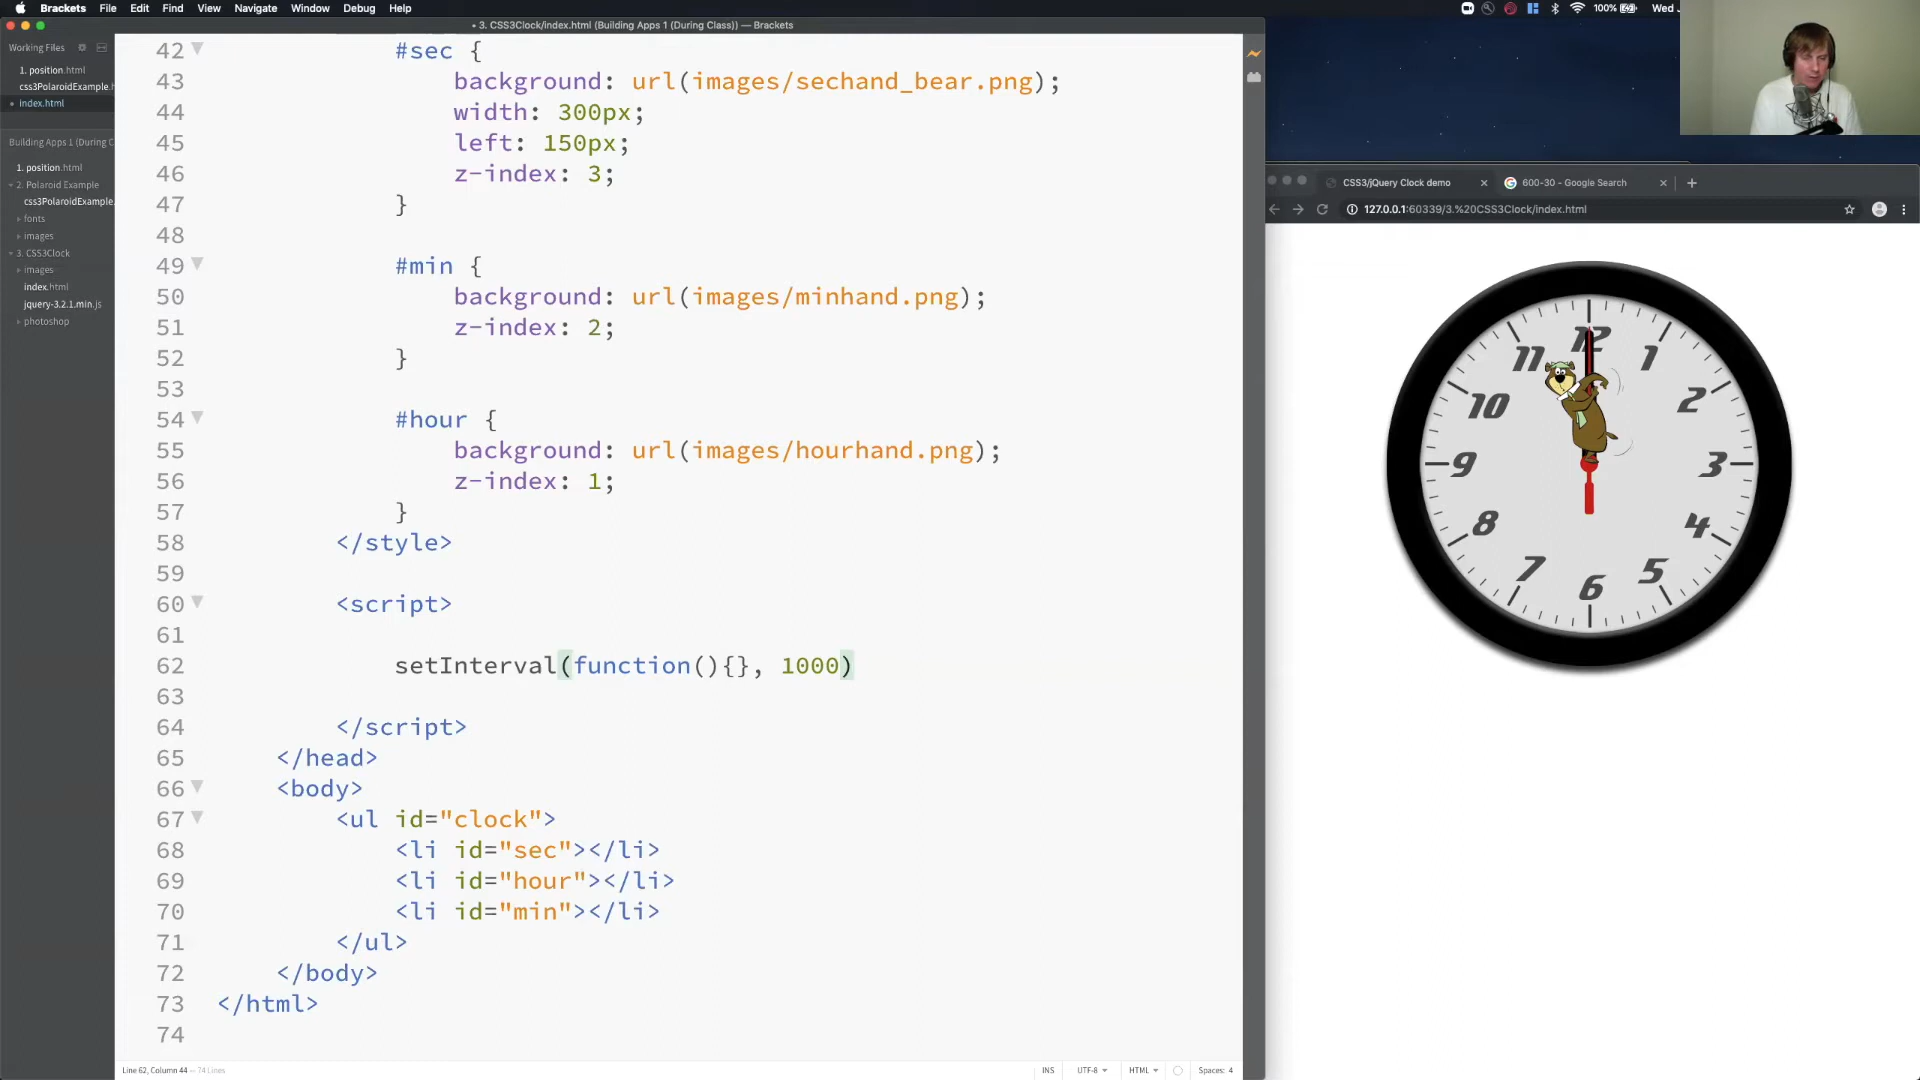 Brackets File Edit Find View Navigate Window Debug Help
100% Wed
3. CSS3Clock/index.html (Building Apps 1 (During Class)) — Brackets
Working Files
1. position.html
css3PolaroidExample.h
index.html
Building Apps 1 (During C
1. position.html
2. Polaroid Example
css3PolaroidExample.
fonts
images
3. CSS3Clock
images
index.html
jquery-3.2.1.min.js
photoshop
42 #sec {
43 background: url(images/sechand_bear.png);
44 width: 300px;
45 left: 150px;
46 z-index: 3;
47 }
48
49 #min {
50 background: url(images/minhand.png);
51 z-index: 2;
52 }
53
54 #hour {
55 background: url(images/hourhand.png);
56 z-index: 1;
57 }
58 </style>
59
60 <script>
61
62 setInterval(function(){}, 1000)
63
64 </script>
65 </head>
66 <body>
67 <ul id="clock">
68 <li id="sec"></li>
69 <li id="hour"></li>
70 <li id="min"></li>
71 </ul>
72 </body>
73 </html>
74
Line 62, Column 44 — 74 Lines
INS UTF-8 HTML Spaces: 4
CSS3/jQuery Clock demo
600-30 - Google Search
127.0.0.1:60339/3.%20CSS3Clock/index.html
12
11
1
10
2
9
3
8
4
7
5
6